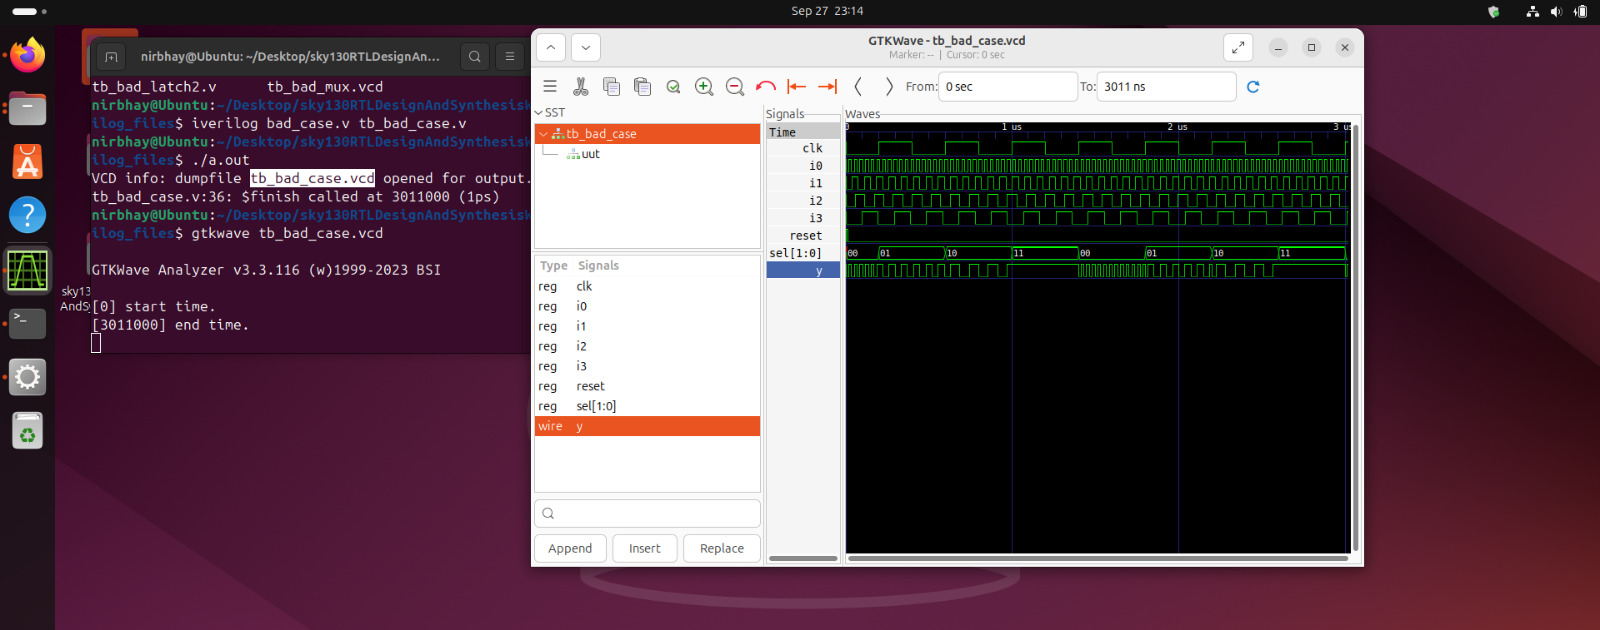 Sep 27 23:14
nirbhay@Ubuntu: ~/Desktop/sky130RTLDesignAn...
tb_bad_latch2.v tb_bad_mux.vcd
nirbhay@Ubuntu:~/Desktop/sky130RTLDesignAndSynthesisW
ilog_files$ iverilog bad_case.v tb_bad_case.v
nirbhay@Ubuntu:~/Desktop/sky130RTLDesignAndSynthesisW
ilog_files$ ./a.out
VCD info: dumpfile tb_bad_case.vcd opened for output.
tb_bad_case.v:36: $finish called at 3011000 (1ps)
nirbhay@Ubuntu:~/Desktop/sky130RTLDesignAndSynthesisW
ilog_files$ gtkwave tb_bad_case.vcd
GTKWave Analyzer v3.3.116 (w)1999-2023 BSI
[0] start time.
[3011000] end time.
sky13
AndSy
GTKWave - tb_bad_case.vcd
Marker: -- | Cursor: 0 sec
From: 0 sec
To: 3011 ns
SST
tb_bad_case
uut
Type Signals
reg clk
reg i0
reg i1
reg i2
reg i3
reg reset
reg sel[1:0]
wire y
Append Insert Replace
Signals
Time
clk
i0
i1
i2
i3
reset
sel[1:0]
y
Waves
0 1 us 2 us 3 us
00 01 10 11 00 01 10 11